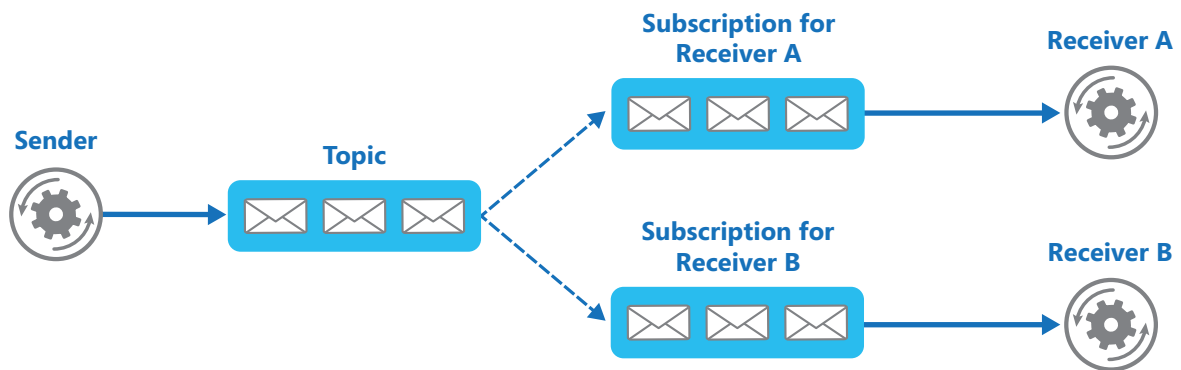 Sender
Topic
Subscription for
Receiver A
Receiver A
Subscription for
Receiver B
Receiver B